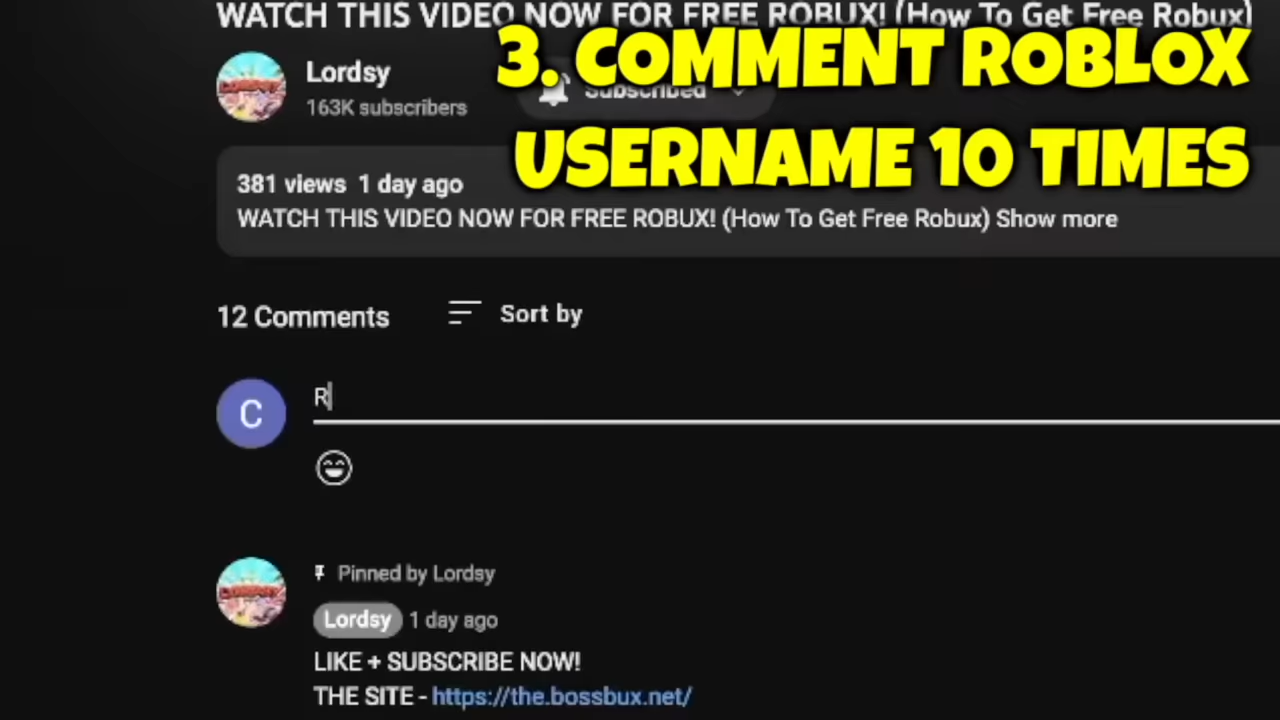 WATCH THIS VIDEO NOW FOR FREE ROBUX! (How To Get Free Robux)
3. COMMENT ROBLOX
USERNAME 10 TIMES
Lordsy
163K subscribers
Subscribed
381 views 1 day ago
WATCH THIS VIDEO NOW FOR FREE ROBUX! (How To Get Free Robux) Show more
12 Comments
Sort by
C
R
Pinned by Lordsy
Lordsy 1 day ago
LIKE + SUBSCRIBE NOW!
THE SITE - https://the.bossbux.net/